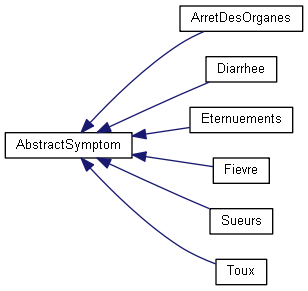 ArretDesOrganes
Diarrhee
Eternuements
AbstractSymptom
Fievre
Sueurs
Toux